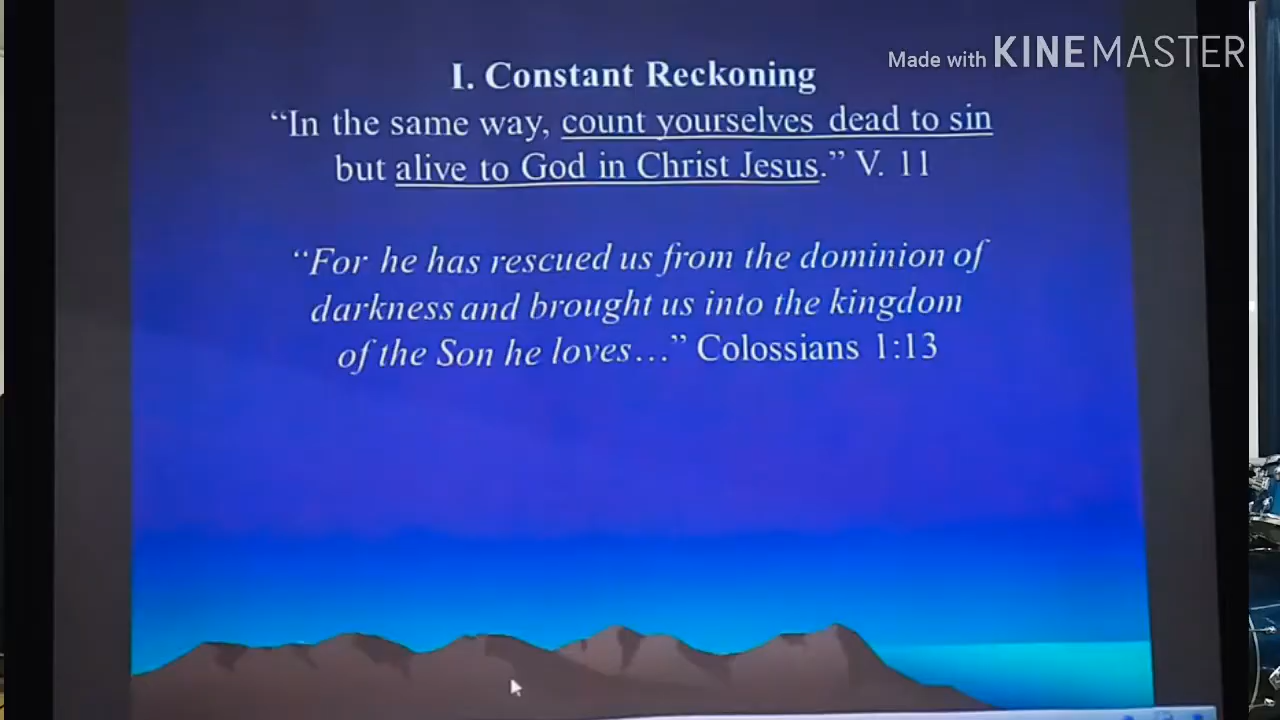 Made with KINEMASTER
I. Constant Reckoning
“In the same way, count yourselves dead to sin
but alive to God in Christ Jesus.” V. 11
“For he has rescued us from the dominion of
darkness and brought us into the kingdom
of the Son he loves…” Colossians 1:13